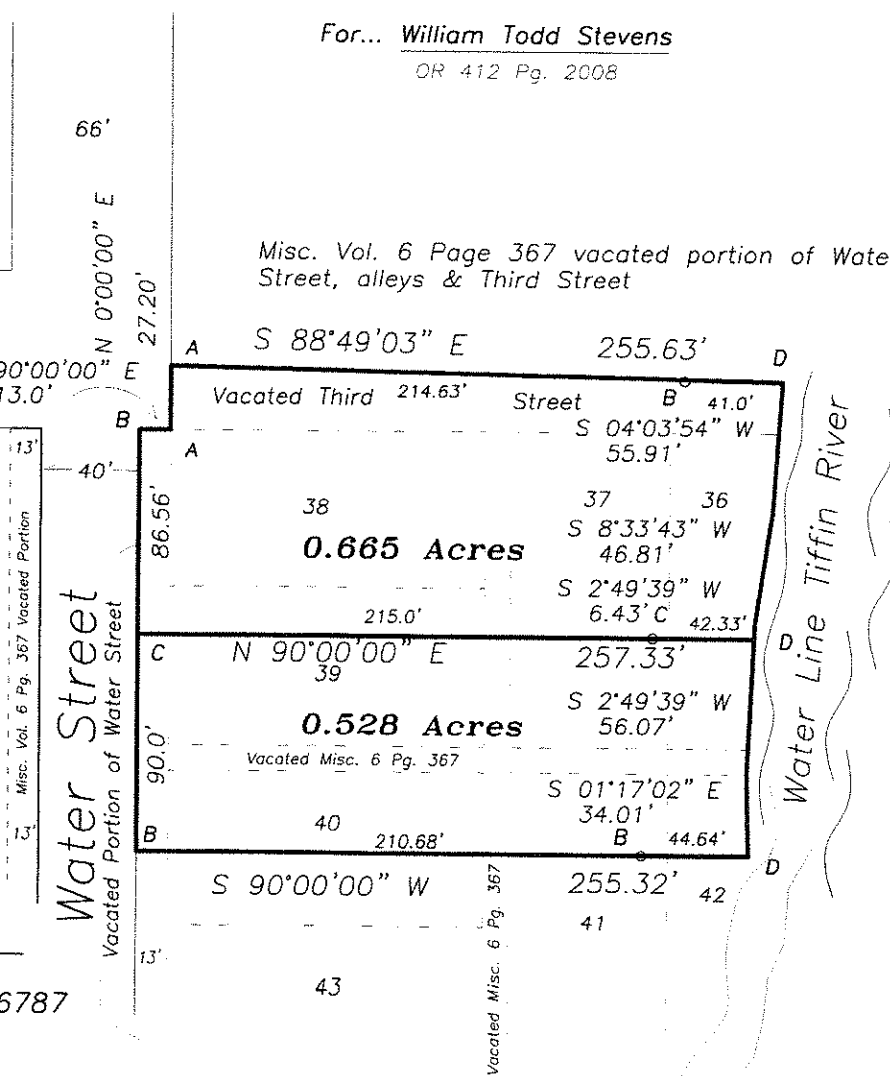 For... William Todd Stevens
OR 412 Pg. 2008
66'
N 0°00'00" E
27.20'
Misc. Vol. 6 Page 367 vacated portion of Wate
Street, alleys & Third Street
S 88°49'03" E 255.63'
A
D
90°00'00" E
13.0'
Vacated Third 214.63' Street B 41.0'
B
A
S 04°03'54" W
55.91'
13'
40'
86.56'
38
37
36
0.665 Acres
S 8°33'43" W
46.81'
S 2°49'39" W
6.43' C 42.33'
215.0'
C
N 90°00'00" E 257.33'
D
39
0.528 Acres
S 2°49'39" W
56.07'
90.0'
Vacated Misc. 6 Pg. 367
S 01°17'02" E
34.01'
B
40
210.68'
B
44.64'
D
S 90°00'00" W 255.32'
42
41
13'
43
Misc. Vol. 6 Pg. 367 Vacated Portion
13'
Water Street
Vacated Portion of Water Street
Vacated Misc. 6 Pg. 367
Water Line Tiffin River
6787